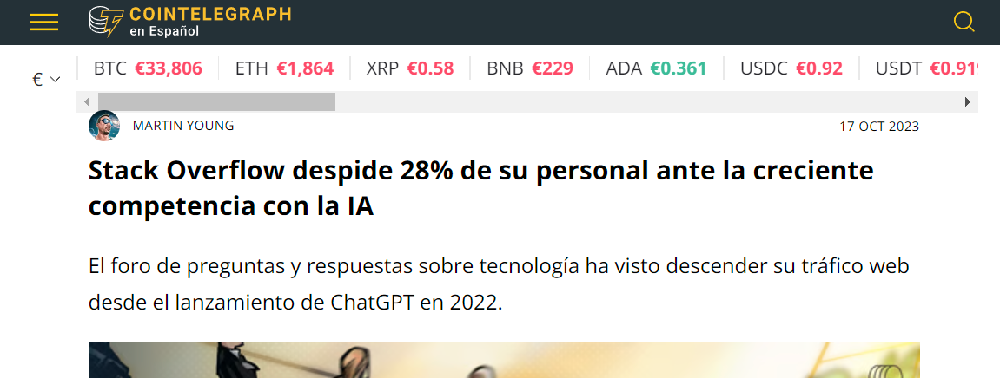 COINTELEGRAPH
en Español
€
BTC €33,806 ETH €1,864 XRP €0.58 BNB €229 ADA €0.361 USDC €0.92 USDT €0.919
MARTIN YOUNG
17 OCT 2023
Stack Overflow despide 28% de su personal ante la creciente
competencia con la IA
El foro de preguntas y respuestas sobre tecnología ha visto descender su tráfico web
desde el lanzamiento de ChatGPT en 2022.